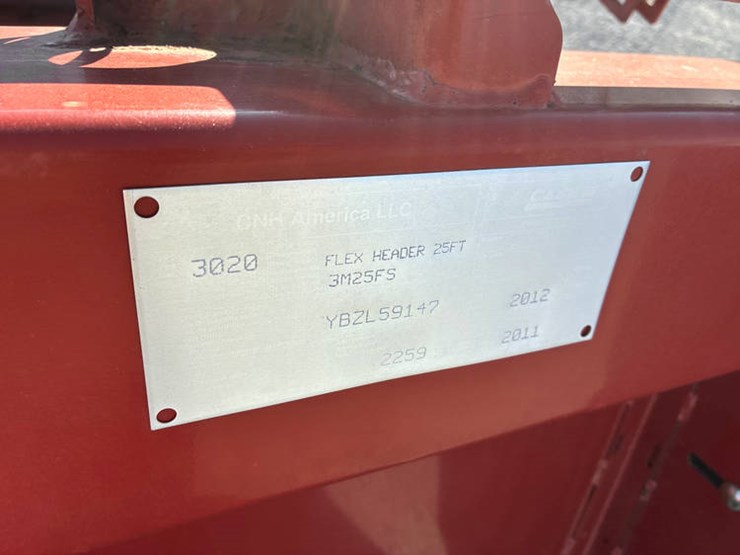 CNH America LLC
3020 FLEX HEADER 25FT
3M25FS
YBZL59147 2012
2259 2011